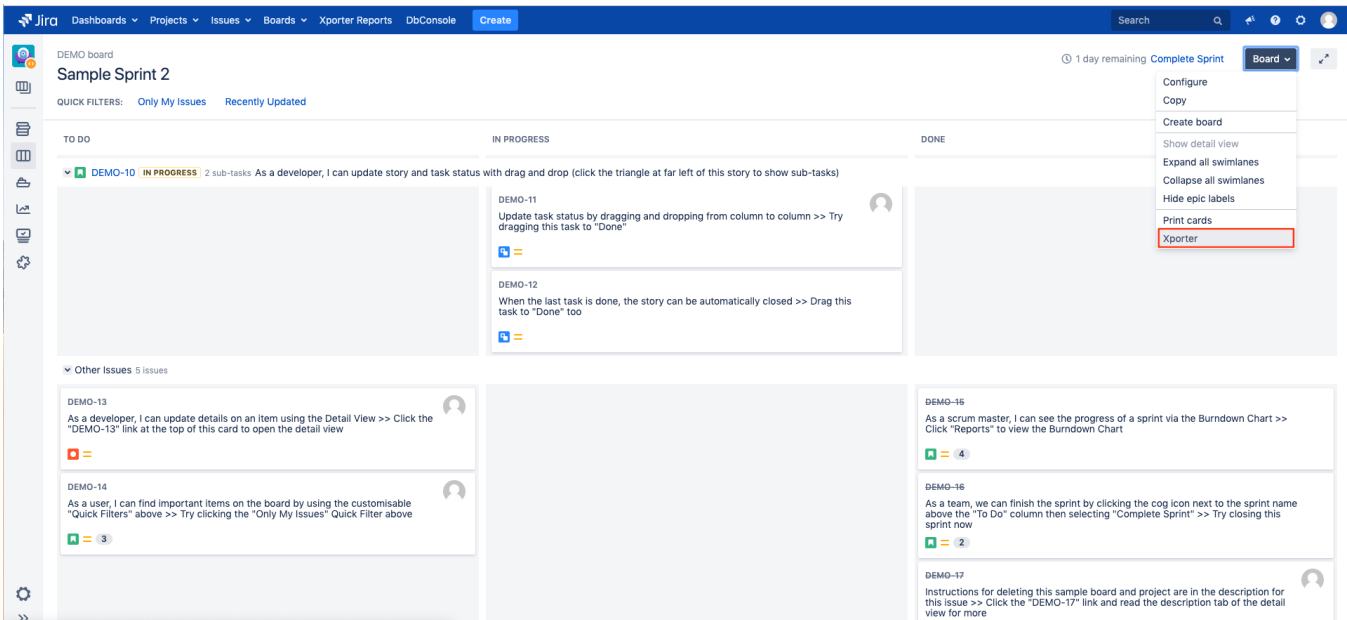 Jira Dashboards Projects Issues Boards Xporter Reports DbConsole Create Search
DEMO board
Sample Sprint 2
1 day remaining Complete Sprint Board
QUICK FILTERS: Only My Issues Recently Updated
Configure
Copy
Create board
Show detail view
Expand all swimlanes
Collapse all swimlanes
Hide epic labels
Print cards
Xporter
TO DO IN PROGRESS DONE
DEMO-10 IN PROGRESS 2 sub-tasks As a developer, I can update story and task status with drag and drop (click the triangle at far left of this story to show sub-tasks)
DEMO-11
Update task status by dragging and dropping from column to column >> Try
dragging this task to "Done"
DEMO-12
When the last task is done, the story can be automatically closed >> Drag this
task to "Done" too
Other Issues 5 issues
DEMO-13
As a developer, I can update details on an item using the Detail View >> Click the
"DEMO-13" link at the top of this card to open the detail view
DEMO-14
As a user, I can find important items on the board by using the customisable
"Quick Filters" above >> Try clicking the "Only My Issues" Quick Filter above
3
DEMO-15
As a scrum master, I can see the progress of a sprint via the Burndown Chart >>
Click "Reports" to view the Burndown Chart
4
DEMO-16
As a team, we can finish the sprint by clicking the cog icon next to the sprint name
above the "To Do" column then selecting "Complete Sprint" >> Try closing this
sprint now
2
DEMO-17
Instructions for deleting this sample board and project are in the description for
this issue >> Click the "DEMO-17" link and read the description tab of the detail
view for more